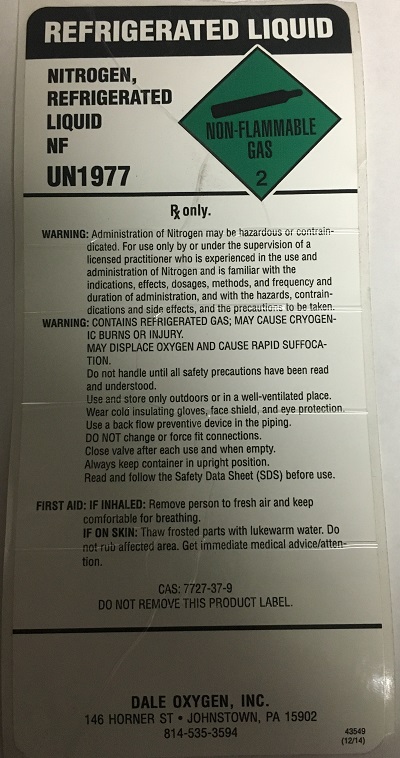 REFRIGERATED LIQUID
NITROGEN,
REFRIGERATED
LIQUID
NF
UN1977
NON-FLAMMABLE
GAS
2
Rx only.
WARNING: Administration of Nitrogen may be hazardous or contrain-
dicated. For use only by or under the supervision of a
licensed practitioner who is experienced in the use and
administration of Nitrogen and is familiar with the
indications, effects, dosages, methods, and frequency and
duration of administration, and with the hazards, contrain-
dications and side effects, and the precautions to be taken.
WARNING: CONTAINS REFRIGERATED GAS; MAY CAUSE CRYOGEN-
IC BURNS OR INJURY.
MAY DISPLACE OXYGEN AND CAUSE RAPID SUFFOCA-
TION.
Do not handle until all safety precautions have been read
and understood.
Use and store only outdoors or in a well-ventilated place.
Wear cold insulating gloves, face shield, and eye protection.
Use a back flow preventive device in the piping.
DO NOT change or force fit connections.
Close valve after each use and when empty.
Always keep container in upright position.
Read and follow the Safety Data Sheet (SDS) before use.
FIRST AID: IF INHALED: Remove person to fresh air and keep
comfortable for breathing.
IF ON SKIN: Thaw frosted parts with lukewarm water. Do
not rub affected area. Get immediate medical advice/atten-
tion.
CAS: 7727-37-9
DO NOT REMOVE THIS PRODUCT LABEL.
DALE OXYGEN, INC.
146 HORNER ST • JOHNSTOWN, PA 15902
814-535-3594
43549
(12/14)